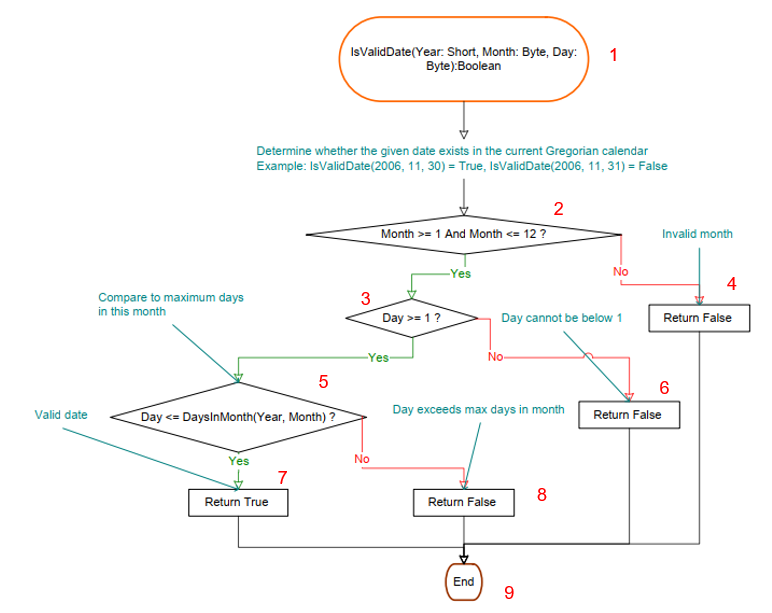 IsValidDate(Year: Short, Month: Byte, Day:
Byte):Boolean
1
Determine whether the given date exists in the current Gregorian calendar
Example: IsValidDate(2006, 11, 30) = True, IsValidDate(2006, 11, 31) = False
2
Month >= 1 And Month <= 12 ?
Invalid month
Yes
No
4
3
Compare to maximum days
in this month
Day >= 1 ?
Day cannot be below 1
Return False
Yes
No
5
6
Valid date
Day <= DaysInMonth(Year, Month) ?
Day exceeds max days in month
Return False
Yes
No
7
8
Return True
Return False
End
9